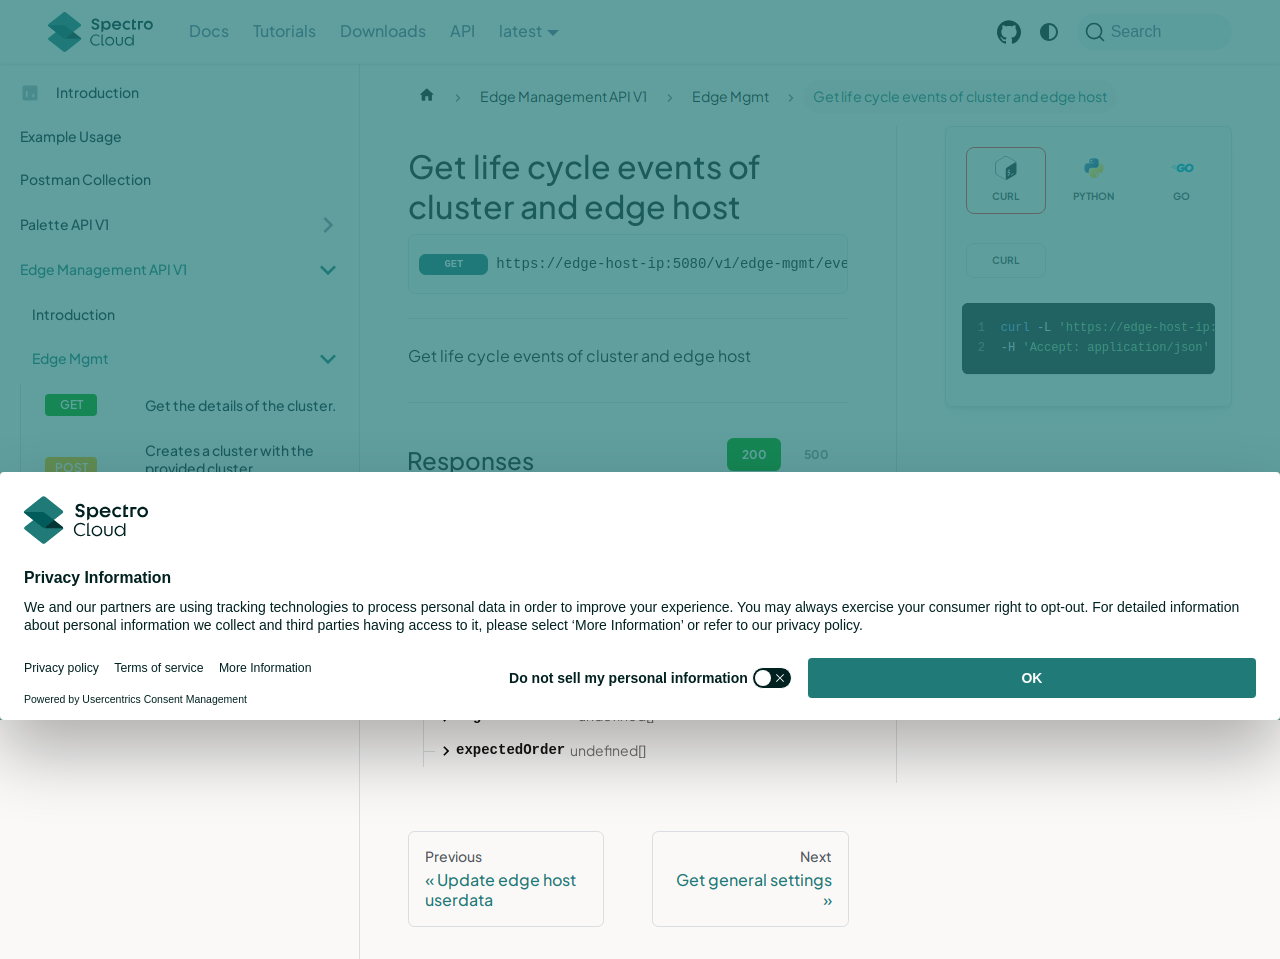 Spectro
Cloud
Docs
Tutorials
Downloads
API
latest
Search
Introduction
Example Usage
Postman Collection
Palette API V1
Edge Management API V1
Introduction
Edge Mgmt
GET
Get the details of the cluster.
POST
Creates a cluster with the
provided cluster
Edge Management API V1
Edge Mgmt
Get life cycle events of cluster and edge host
Get life cycle events of
cluster and edge host
GET
https://edge-host-ip:5080/v1/edge-mgmt/eve
Get life cycle events of cluster and edge host
Responses
200
500
CURL
PYTHON
GO
CURL
1 curl -L 'https://edge-host-ip:
2 -H 'Accept: application/json'
Spectro
Cloud
Privacy Information
We and our partners are using tracking technologies to process personal data in order to improve your experience. You may always exercise your consumer right to opt-out. For detailed information
about personal information we collect and third parties having access to it, please select ‘More Information’ or refer to our privacy policy.
Privacy policy
Terms of service
More Information
Powered by Usercentrics Consent Management
Do not sell my personal information
OK
undefined[]
expectedOrder undefined[]
Previous
« Update edge host
userdata
Next
Get general settings
»